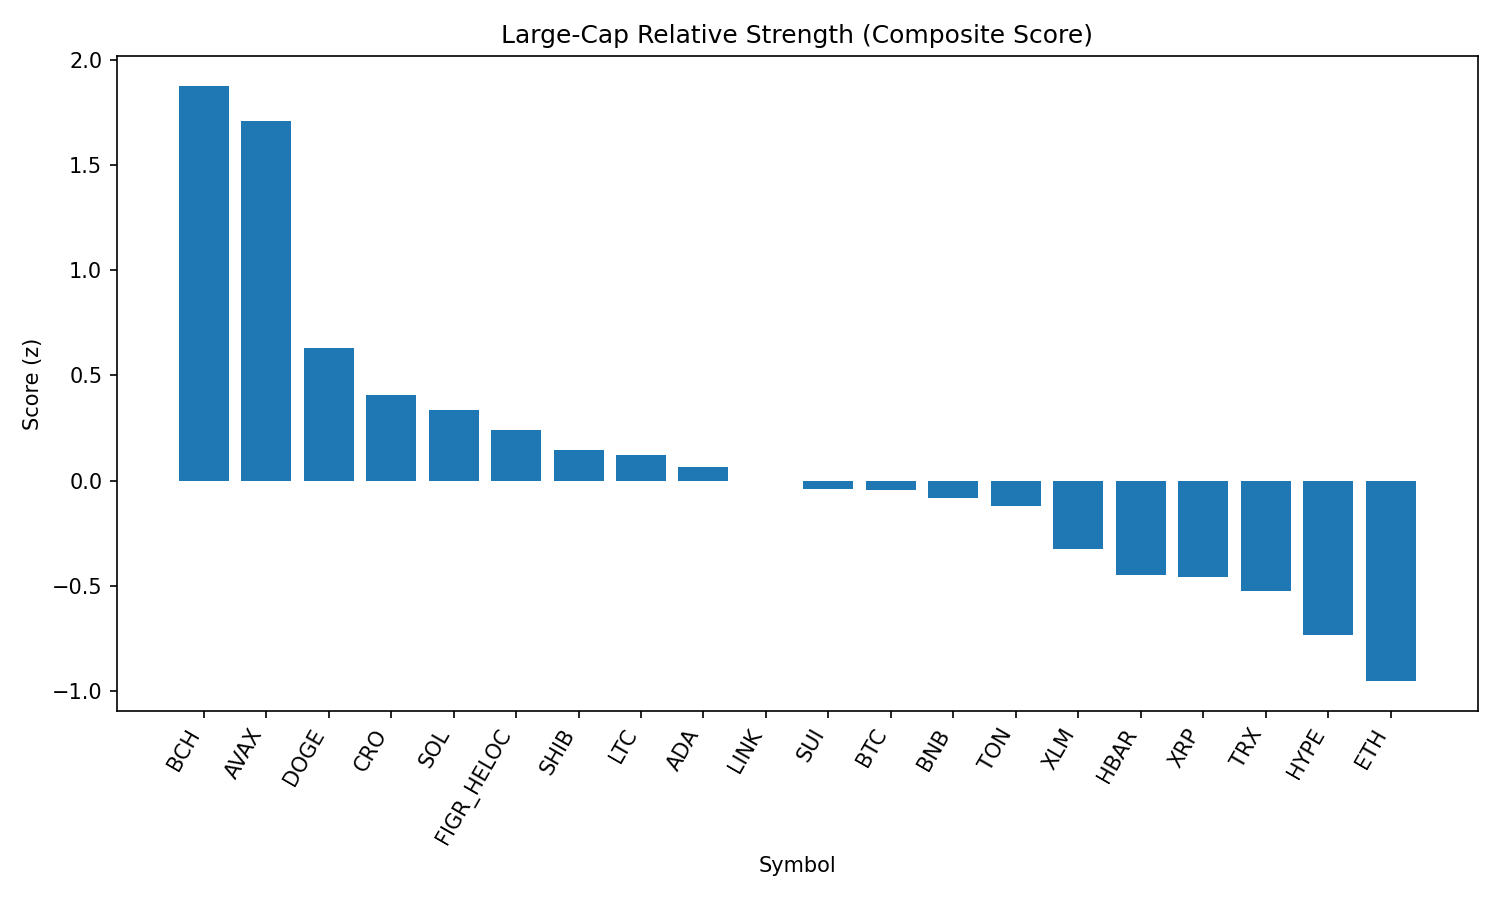 Large-Cap Relative Strength (Composite Score)
Score (z)
2.0
1.5
1.0
0.5
0.0
−0.5
−1.0
BCH
AVAX
DOGE
CRO
SOL
FIGR_HELOC
SHIB
LTC
ADA
LINK
SUI
BTC
BNB
TON
XLM
HBAR
XRP
TRX
HYPE
ETH
Symbol